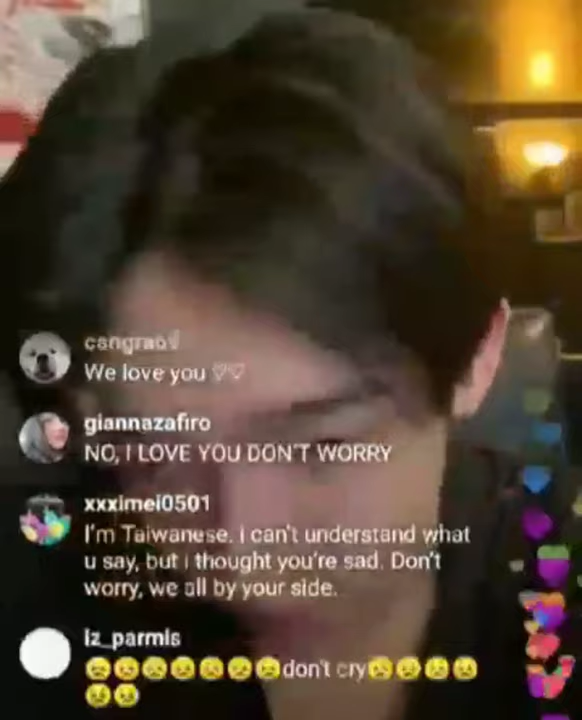 We love you ♡♡
giannazafiro
NO, I LOVE YOU DON'T WORRY
xxximei0501
I'm Taiwanese. i can't understand what
u say, but i thought you're sad. Don't
worry, we all by your side.
iz_parmis
don't cry